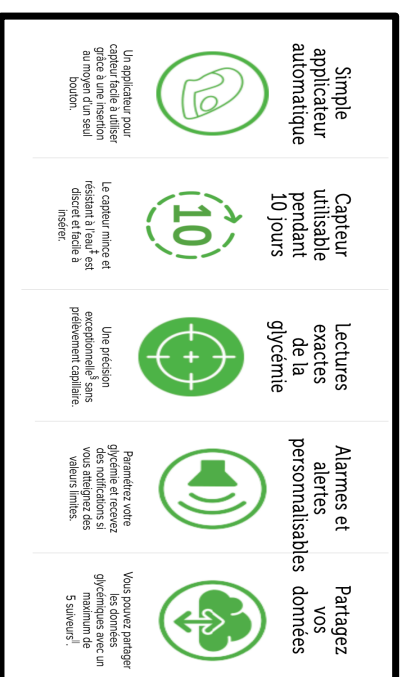 Simple
applicateur
automatique
10
Un applicateur pour
capteur facile à utiliser
grâce à une insertion
au moyen d'un seul
bouton.
Capteur
utilisable
pendant
10 jours
Le capteur mince et
résistant à l'eau‡ est
discret et facile à
insérer.
Lectures
exactes
de la
glycémie
Une précision
exceptionnelle§ sans
prélèvement capillaire.
Alarmes et
alertes
personnalisables
Paramétrez votre
glycémie et recevez
des notifications si
vous atteignez des
valeurs limites.
Partagez
vos
données
Vous pouvez partager
les données
glycémiques avec un
maximum de
5 suiveurs||.